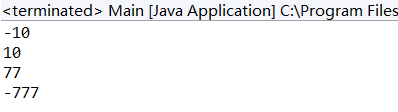 <terminated> Main [Java Application] C:\Program Files
-10
10
77
-777